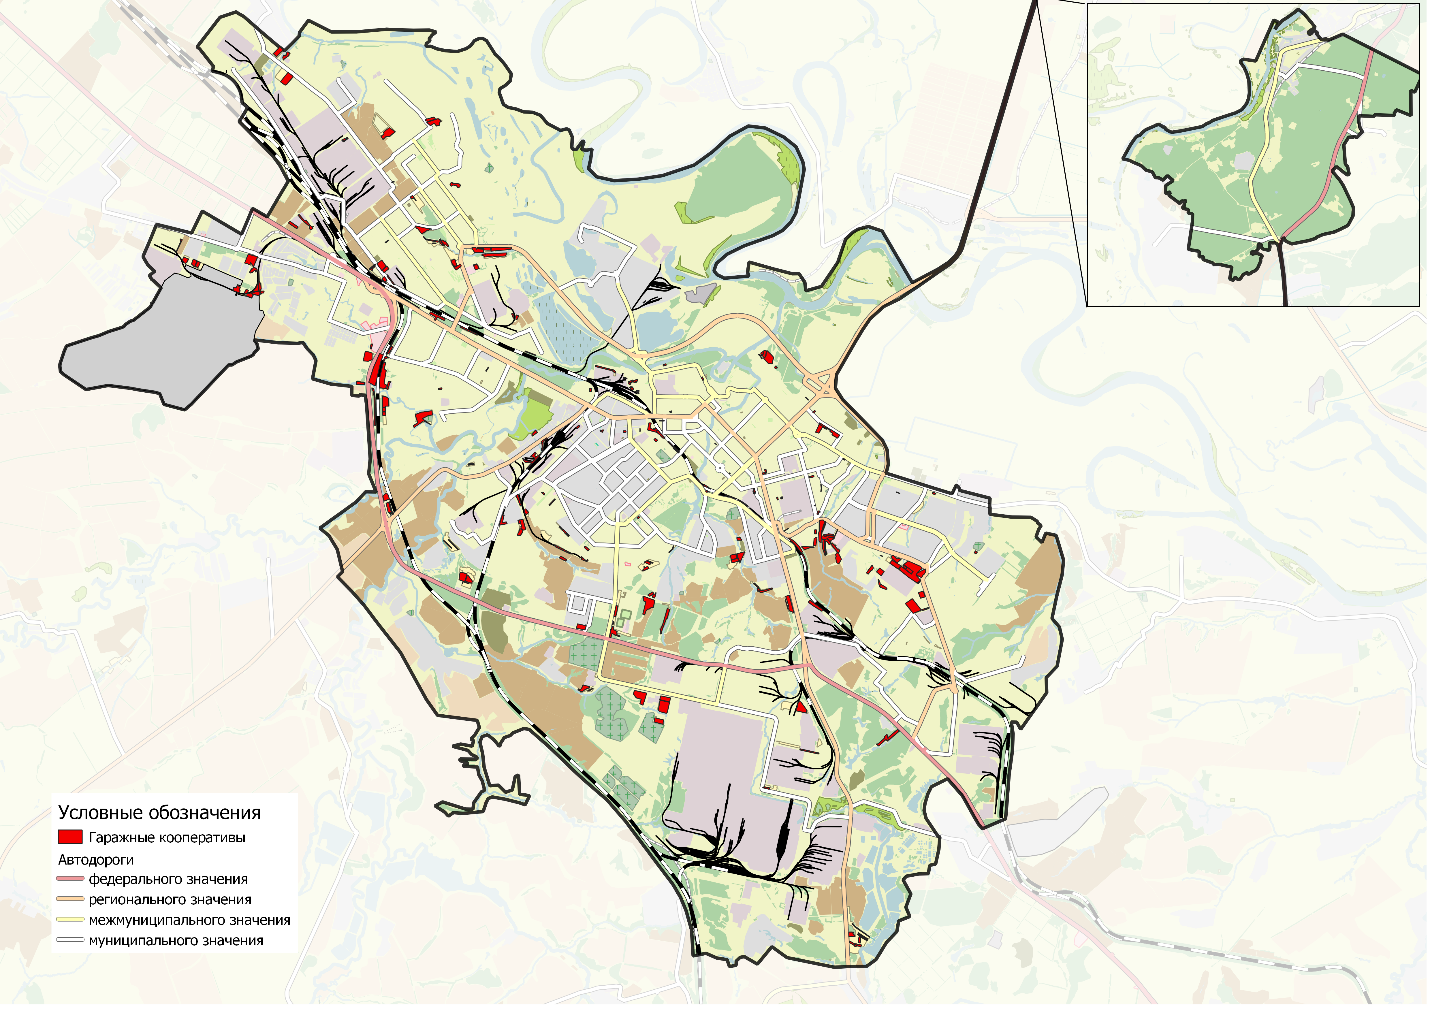 Условные обозначения
Гаражные кооперативы
Автодороги
федерального значения
регионального значения
межмуниципального значения
муниципального значения